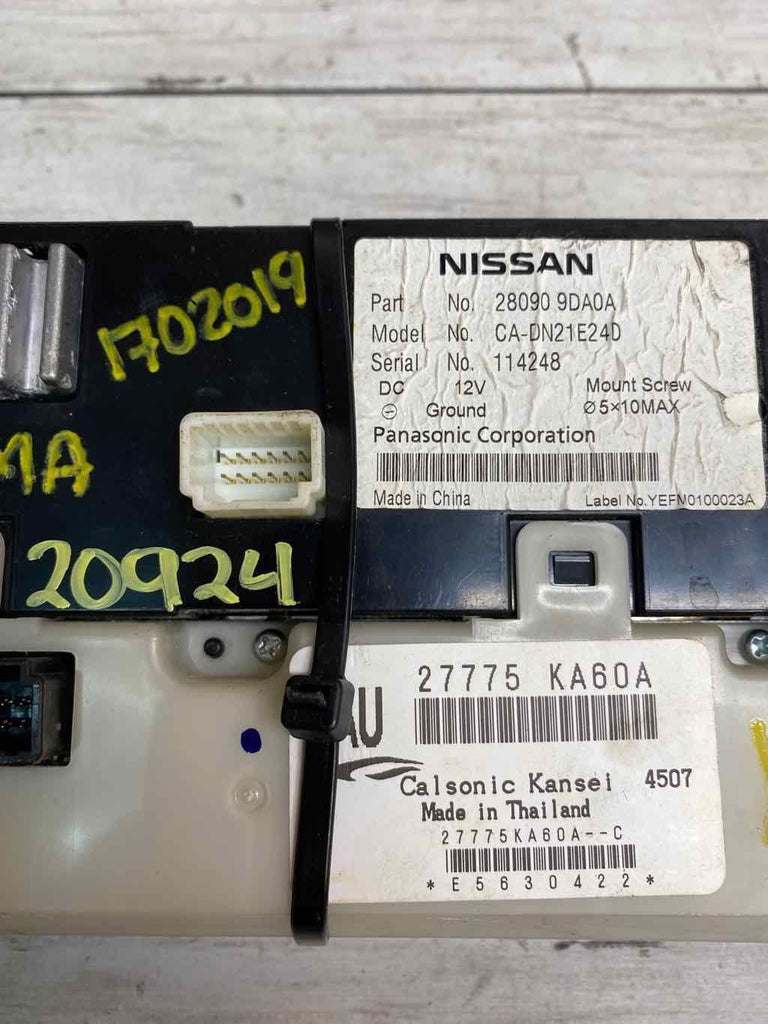 1702019
MA
20924
NISSAN
Part No. 28090 9DA0A
Model No. CA-DN21E24D
Serial No. 114248
DC 12V Mount Screw
⊖ Ground Ø5×10MAX
Panasonic Corporation
Made in China Label No.YEFM0100023A
27775 KA60A
AU
Calsonic Kansei 4507
Made in Thailand
27775KA60A--C
*E5630422*